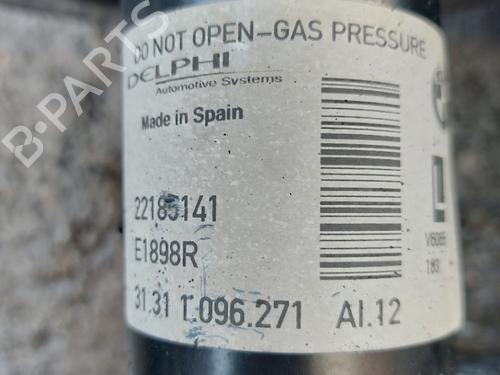 DO NOT OPEN-GAS PRESSURE
DELPHI
Automotive Systems
Made in Spain
22185141
E1898R
31.31 1.096.271 AI.12
L
B-PARTS